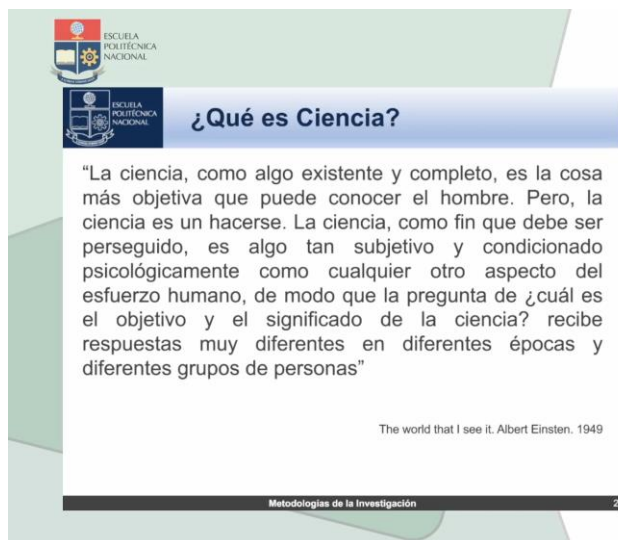 ESCUELA
POLITÉCNICA
NACIONAL
ESCUELA
POLITÉCNICA
NACIONAL
¿Qué es Ciencia?
“La ciencia, como algo existente y completo, es la cosa
más objetiva que puede conocer el hombre. Pero, la
ciencia es un hacerse. La ciencia, como fin que debe ser
perseguido, es algo tan subjetivo y condicionado
psicológicamente como cualquier otro aspecto del
esfuerzo humano, de modo que la pregunta de ¿cuál es
el objetivo y el significado de la ciencia? recibe
respuestas muy diferentes en diferentes épocas y
diferentes grupos de personas”
The world that I see it. Albert Einsten. 1949
Metodologías de la Investigación
2